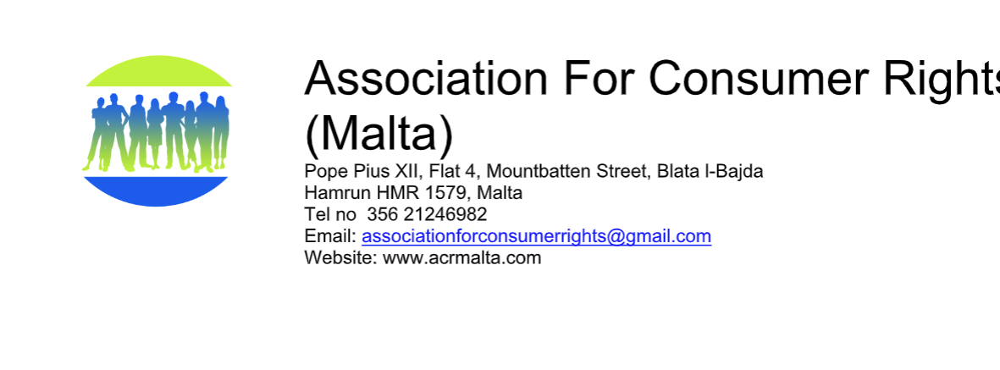 Association For Consumer Rights
(Malta)
Pope Pius XII, Flat 4, Mountbatten Street, Blata l-Bajda
Hamrun HMR 1579, Malta
Tel no  356 21246982
Email: associationforconsumerrights@gmail.com
Website: www.acrmalta.com